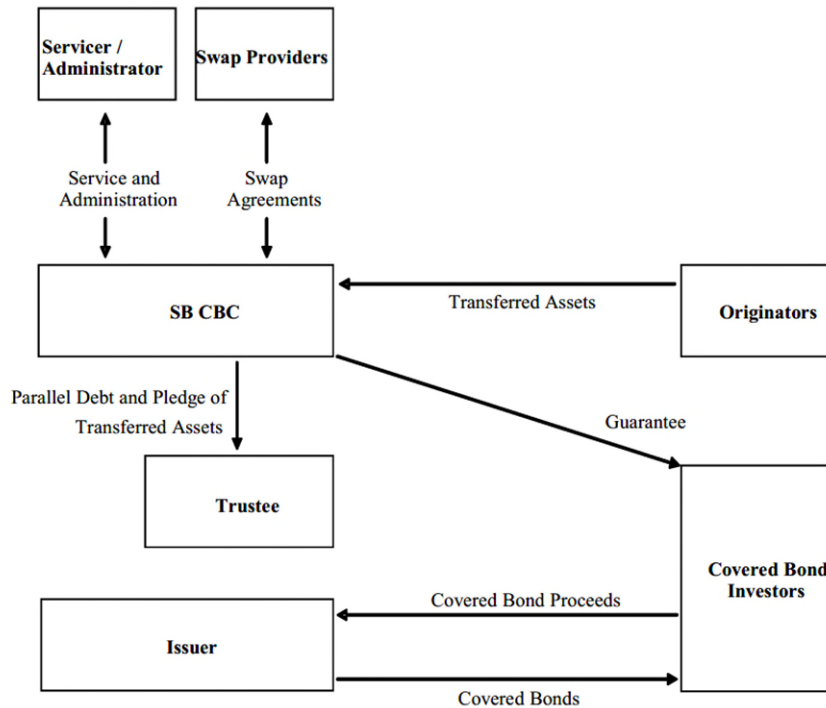 Servicer /
Administrator
Swap Providers
Service and
Administration
Swap
Agreements
SB CBC
Transferred Assets
Originators
Parallel Debt and Pledge of
Transferred Assets
Guarantee
Trustee
Covered Bond
Investors
Covered Bond Proceeds
Issuer
Covered Bonds